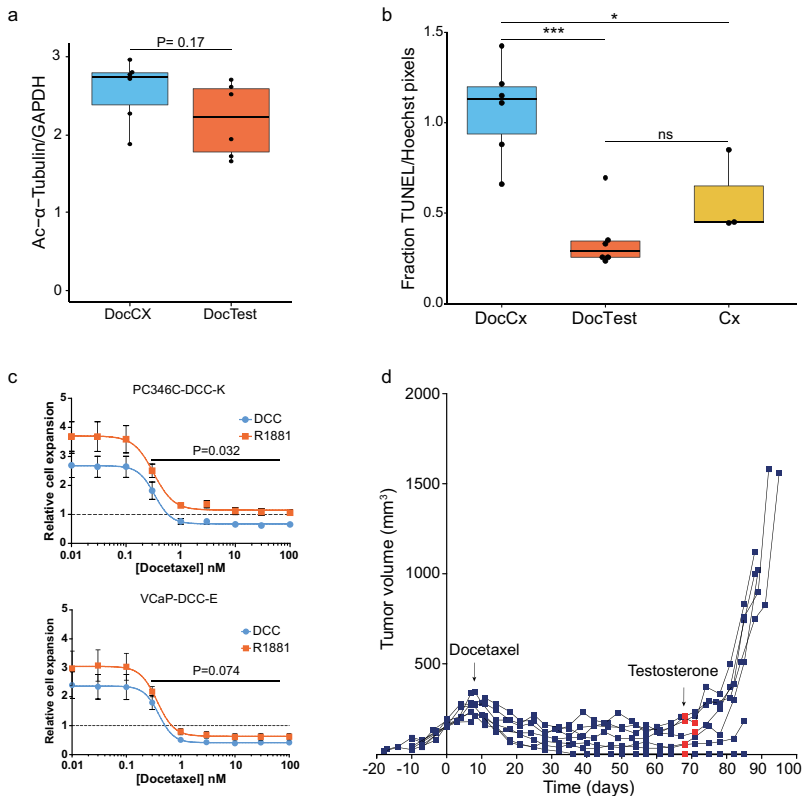 a
P= 0.17
Ac−α−Tubulin/GAPDH
3
2
1
0
DocCX
DocTest
b
*
***
ns
Fraction TUNEL/Hoechst pixels
1.5
1.0
0.5
0.0
DocCx
DocTest
Cx
c
PC346C-DCC-K
Relative cell expansion
5
4
3
2
1
0
DCC
R1881
P=0.032
0.01 0.1 1 10 100
[Docetaxel] nM
VCaP-DCC-E
Relative cell expansion
5
4
3
2
1
0
DCC
R1881
P=0.074
0.01 0.1 1 10 100
[Docetaxel] nM
d
Tumor volume (mm³)
2000
1500
1000
500
Docetaxel
Testosterone
-20 -10 0 10 20 30 40 50 60 70 80 90 100
Time (days)